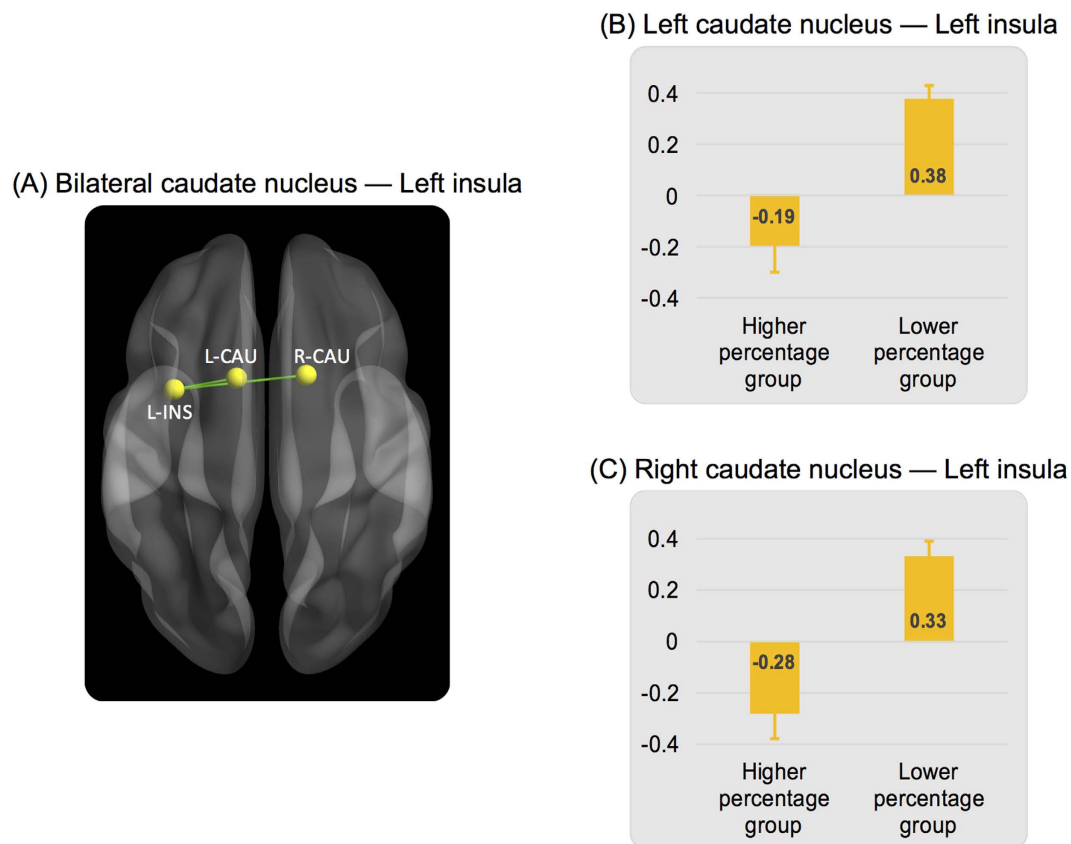 (A) Bilateral caudate nucleus — Left insula
L-CAU
R-CAU
L-INS
(B) Left caudate nucleus — Left insula
0.4
0.2
0
-0.2
-0.4
-0.19
0.38
Higher
percentage
group
Lower
percentage
group
(C) Right caudate nucleus — Left insula
0.4
0.2
0
-0.2
-0.4
-0.28
0.33
Higher
percentage
group
Lower
percentage
group